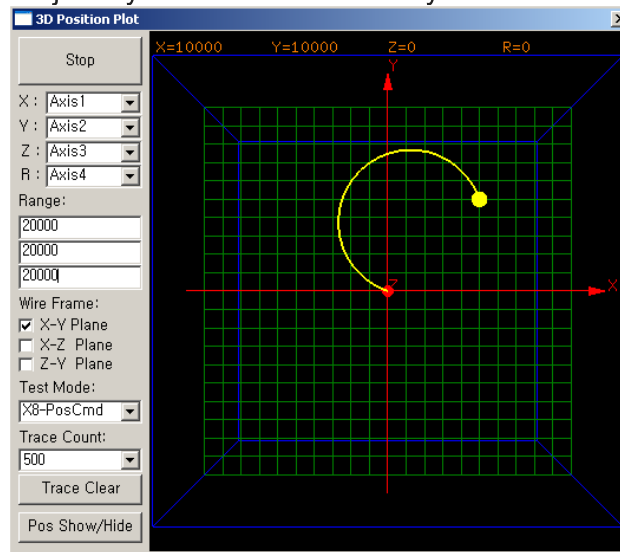 3D Position Plot
Stop
X : Axis1
Y : Axis2
Z : Axis3
R : Axis4
Range:
20000
20000
20000
Wire Frame:
X-Y Plane
X-Z Plane
Z-Y Plane
Test Mode:
X8-PosCmd
Trace Count:
500
Trace Clear
Pos Show/Hide
X=10000 Y=10000 Z=0 R=0
Y
Z
X